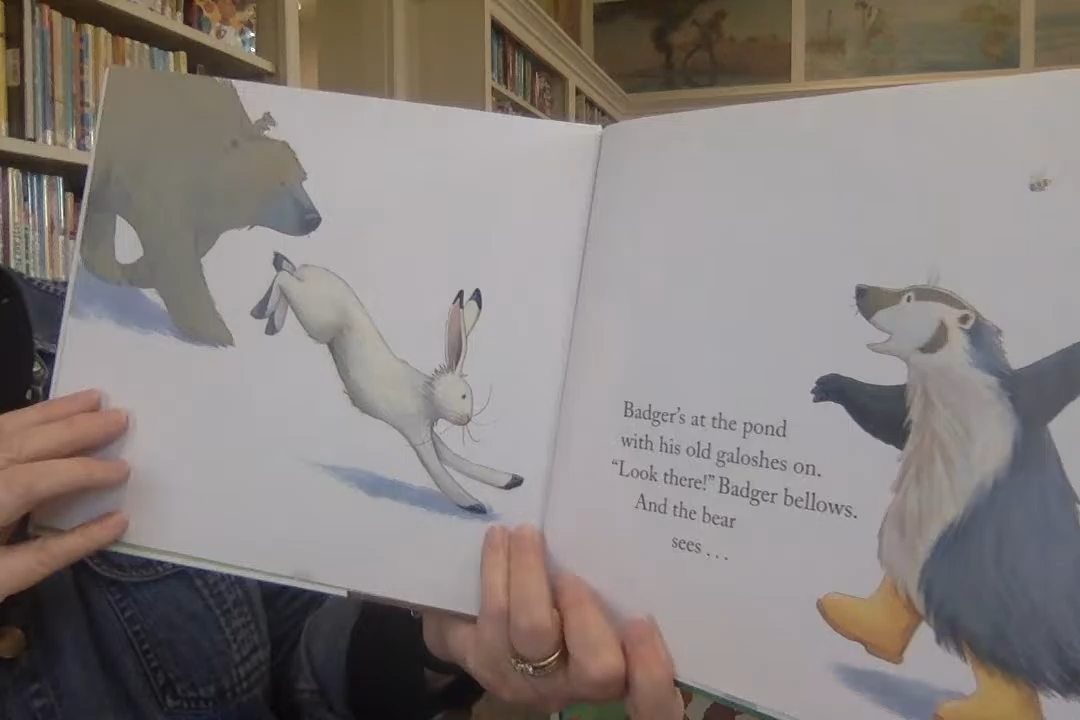 Badger's at the pond
with his old galoshes on.
"Look there!" Badger bellows.
And the bear
sees . . .